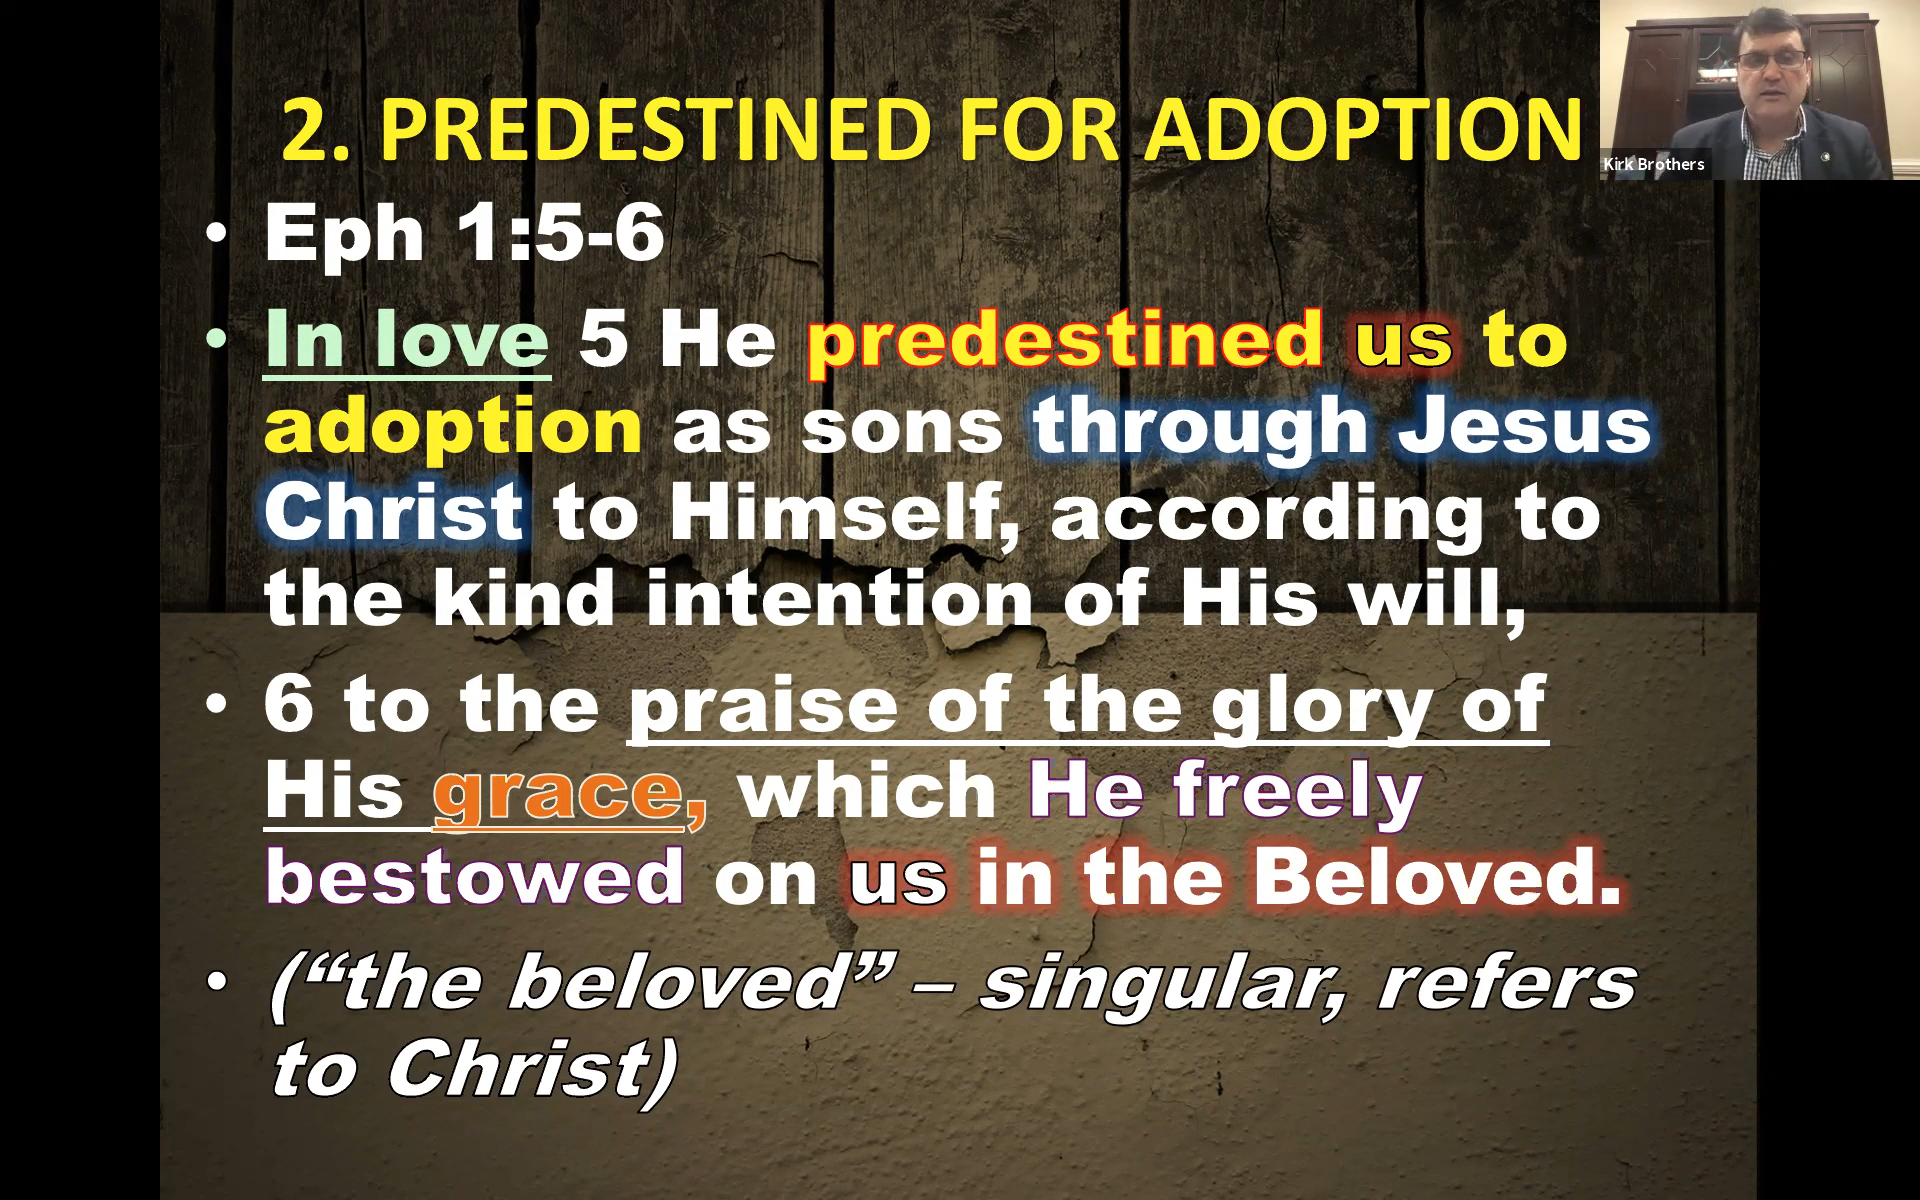 2. PREDESTINED FOR ADOPTION
Kirk Brothers
• Eph 1:5-6
• In love 5 He predestined us to
adoption as sons through Jesus
Christ to Himself, according to
the kind intention of His will,
• 6 to the praise of the glory of
His grace, which He freely
bestowed on us in the Beloved.
• (“the beloved” – singular, refers
to Christ)